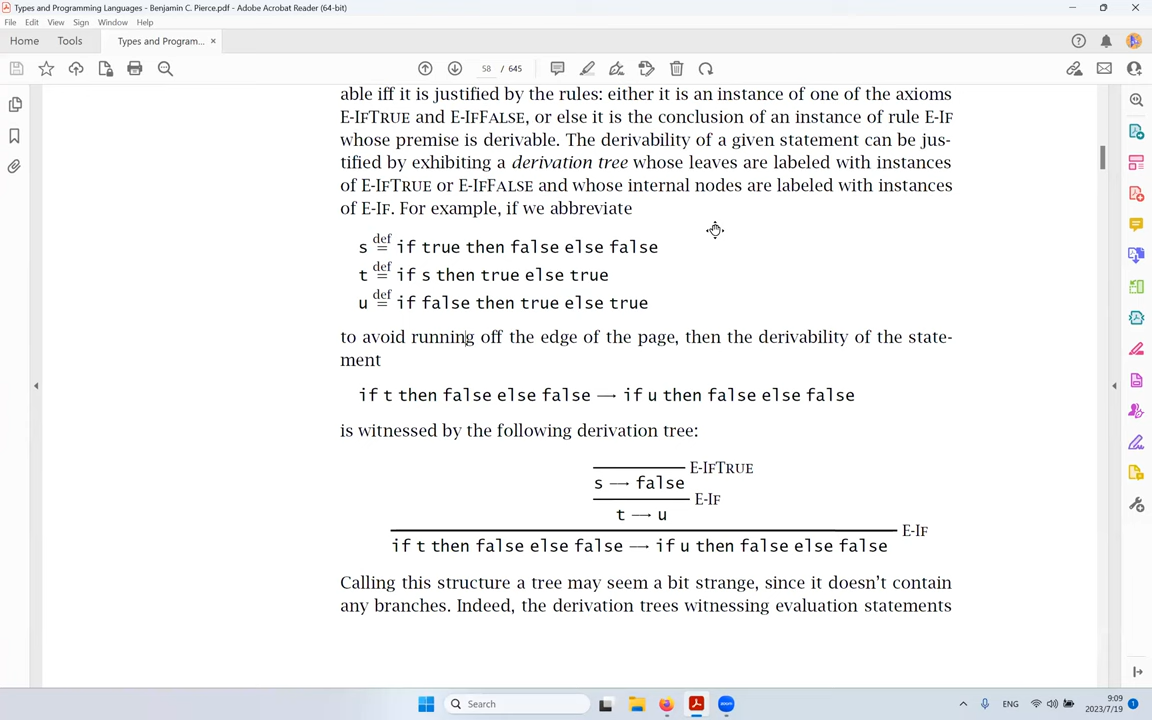 Types and Programming Languages - Benjamin C. Pierce.pdf - Adobe Acrobat Reader (64-bit)
File Edit View Sign Window Help
Home Tools Types and Program... ×
58 / 645
able iff it is justified by the rules: either it is an instance of one of the axioms
E-IFTRUE and E-IFFALSE, or else it is the conclusion of an instance of rule E-IF
whose premise is derivable. The derivability of a given statement can be jus-
tified by exhibiting a derivation tree whose leaves are labeled with instances
of E-IFTRUE or E-IFFALSE and whose internal nodes are labeled with instances
of E-IF. For example, if we abbreviate
s def= if true then false else false
t def= if s then true else true
u def= if false then true else true
to avoid running off the edge of the page, then the derivability of the state-
ment
if t then false else false → if u then false else false
is witnessed by the following derivation tree:
E-IFTRUE
s → false
E-IF
t → u
E-IF
if t then false else false → if u then false else false
Calling this structure a tree may seem a bit strange, since it doesn't contain
any branches. Indeed, the derivation trees witnessing evaluation statements
Search
ENG
9:09
2023/7/19
1
zoom